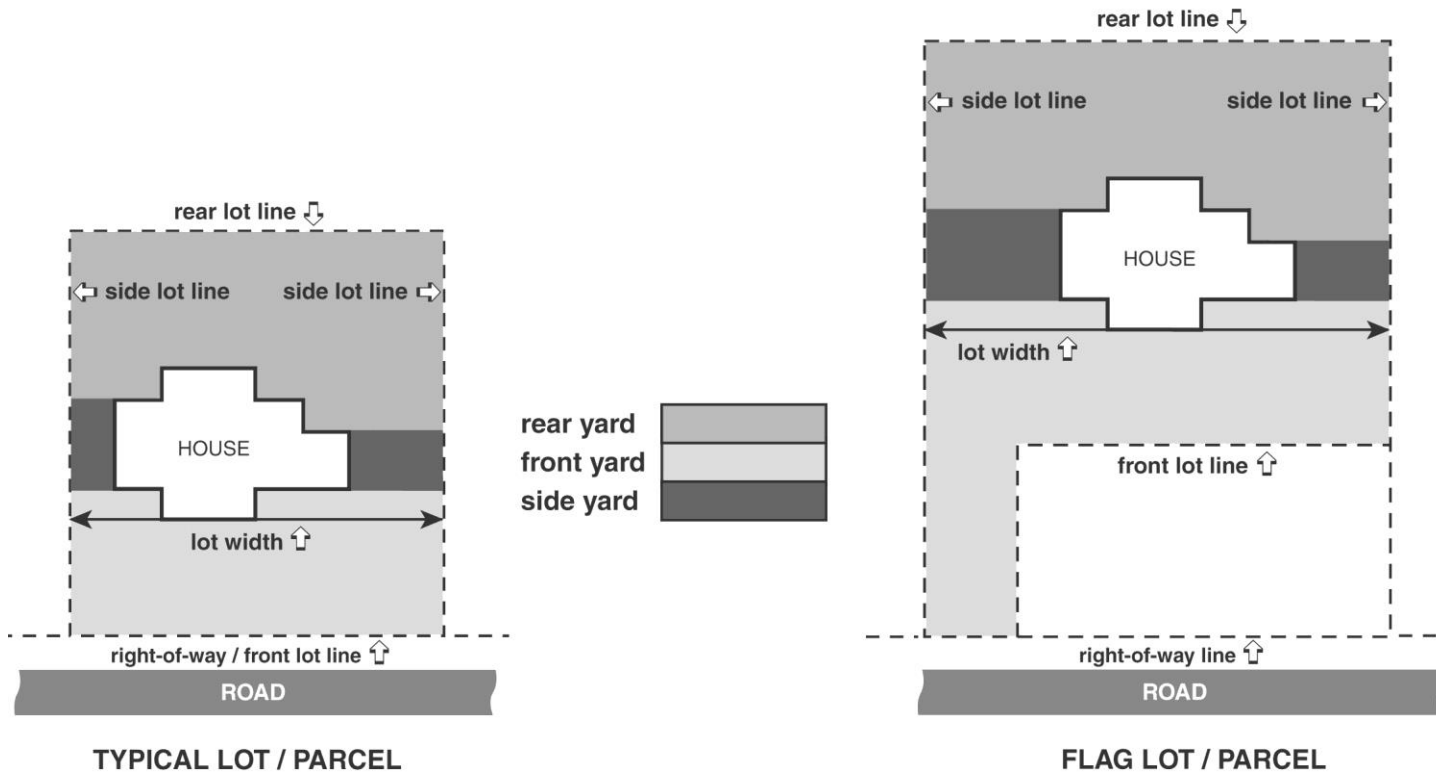 rear lot line
side lot line
side lot line
HOUSE
lot width
right-of-way / front lot line
ROAD
TYPICAL LOT / PARCEL
rear yard
front yard
side yard
rear lot line
side lot line
side lot line
HOUSE
lot width
front lot line
right-of-way line
ROAD
FLAG LOT / PARCEL